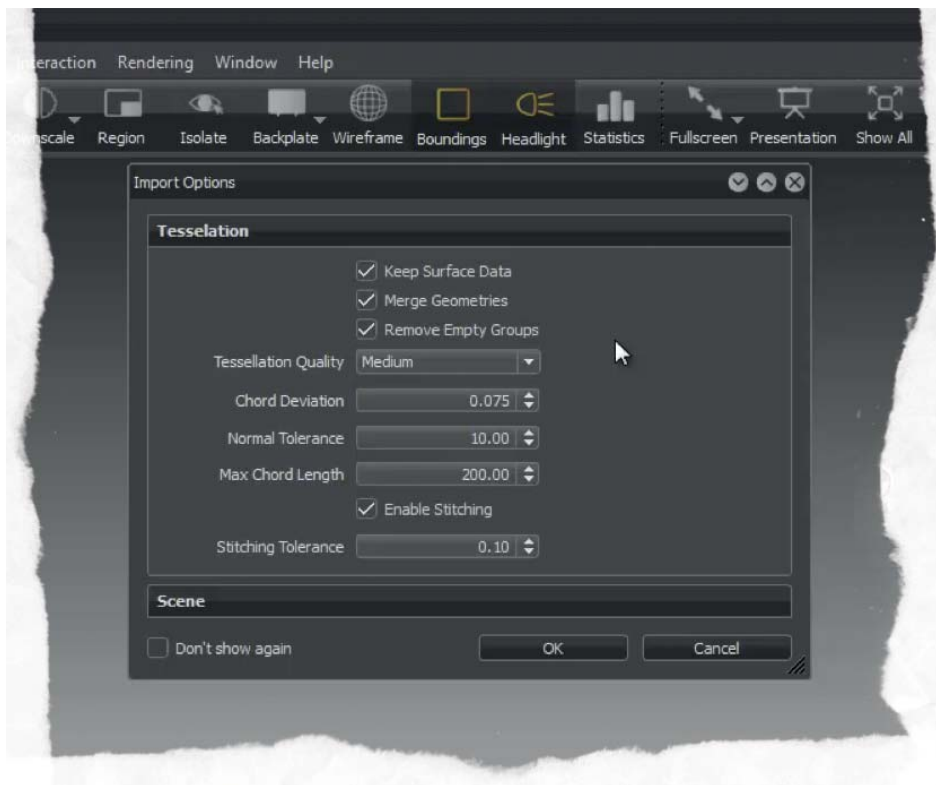 Rendering Window Help
Region Isolate Backplate Wireframe Boundings Headlight Statistics Fullscreen Presentation Show All
Import Options
Tesselation
Keep Surface Data
Merge Geometries
Remove Empty Groups
Tessellation Quality Medium
Chord Deviation 0.075
Normal Tolerance 10.00
Max Chord Length 200.00
Enable Stitching
Stitching Tolerance 0.10
Scene
Don't show again OK Cancel